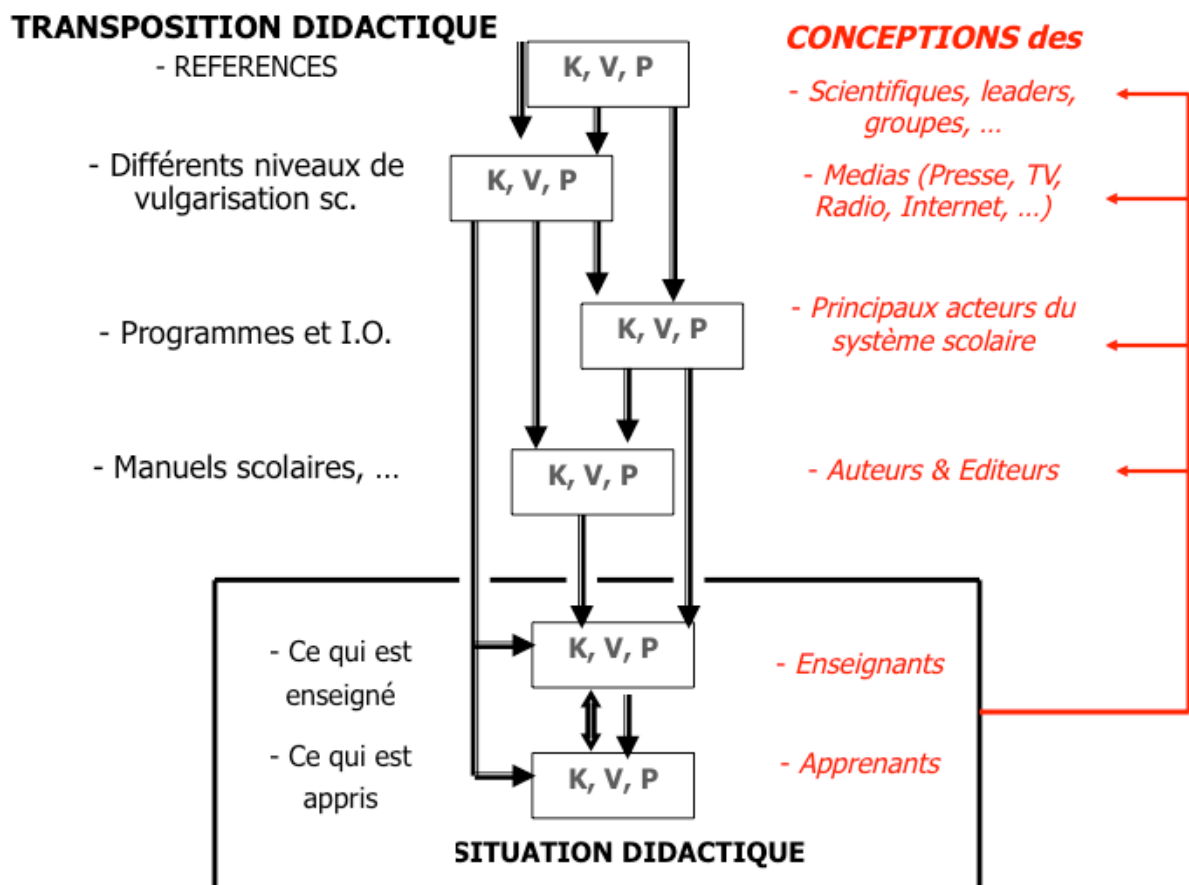 TRANSPOSITION DIDACTIQUE
- REFERENCES
K, V, P
CONCEPTIONS des
- Scientifiques, leaders,
groupes, ...
- Différents niveaux de
vulgarisation sc.
K, V, P
- Medias (Presse, TV,
Radio, Internet, ...)
- Programmes et I.O.
K, V, P
- Principaux acteurs du
système scolaire
- Manuels scolaires, ...
K, V, P
- Auteurs & Editeurs
- Ce qui est
enseigné
K, V, P
- Enseignants
- Ce qui est
appris
K, V, P
- Apprenants
SITUATION DIDACTIQUE